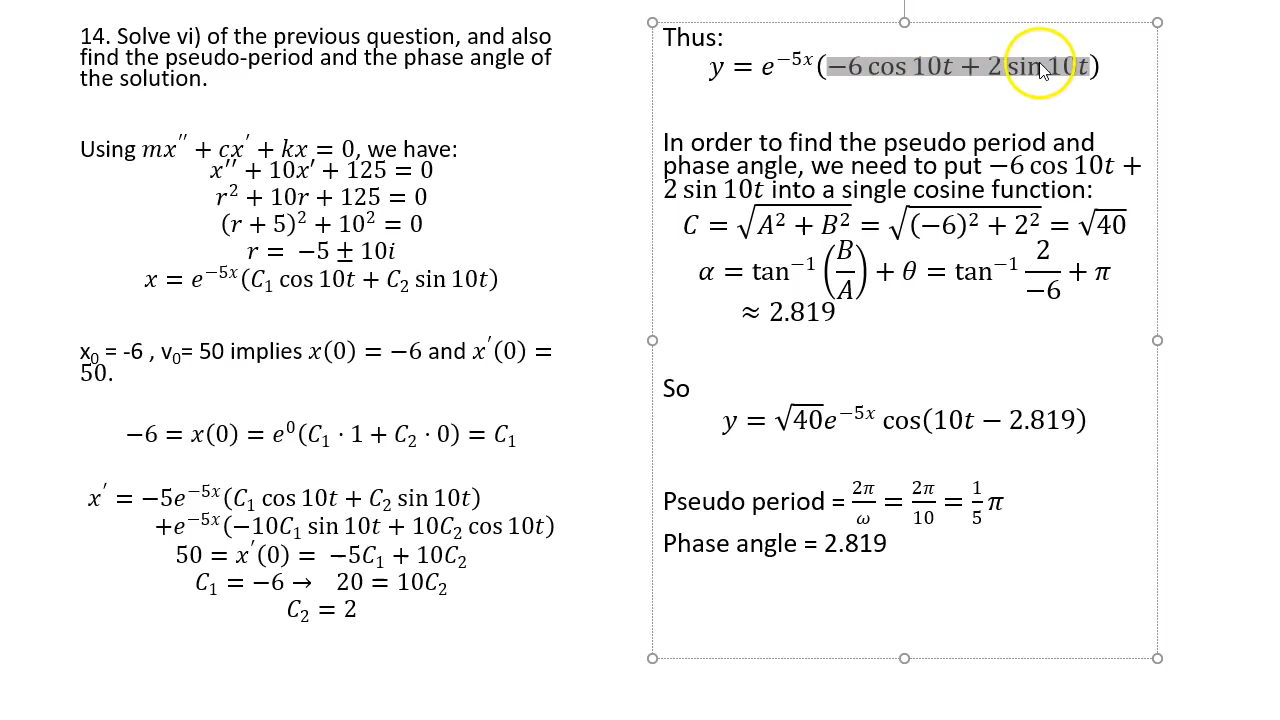 14. Solve vi) of the previous question, and also
find the pseudo-period and the phase angle of
the solution.
Using mx′′ + cx′ + kx = 0, we have:
x′′ + 10x′ + 125 = 0
r² + 10r + 125 = 0
(r + 5)² + 10² = 0
r = −5 ± 10i
x = e⁻⁵ˣ(C₁ cos 10t + C₂ sin 10t)
x₀ = -6 , v₀= 50 implies x(0) = −6 and x′(0) =
50.
−6 = x(0) = e⁰(C₁ · 1 + C₂ · 0) = C₁
x′ = −5e⁻⁵ˣ(C₁ cos 10t + C₂ sin 10t)
+e⁻⁵ˣ(−10C₁ sin 10t + 10C₂ cos 10t)
50 = x′(0) = −5C₁ + 10C₂
C₁ = −6 → 20 = 10C₂
C₂ = 2
Thus:
y = e⁻⁵ˣ(−6 cos 10t + 2 sin 10t)
In order to find the pseudo period and
phase angle, we need to put −6 cos 10t +
2 sin 10t into a single cosine function:
C = √(A² + B²) = √((−6)² + 2²) = √40
α = tan⁻¹(B/A) + θ = tan⁻¹ 2/−6 + π
≈ 2.819
So
y = √40e⁻⁵ˣ cos(10t − 2.819)
Pseudo period = 2π/ω = 2π/10 = 1/5 π
Phase angle = 2.819